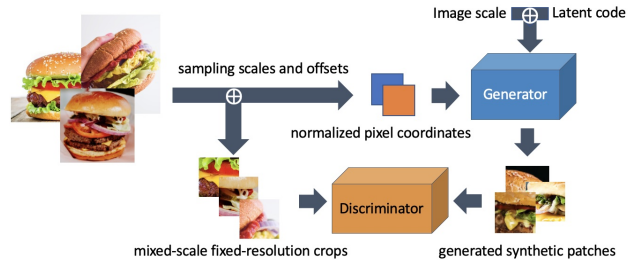 Image scale
Latent code
sampling scales and offsets
Generator
normalized pixel coordinates
Discriminator
mixed-scale fixed-resolution crops
generated synthetic patches